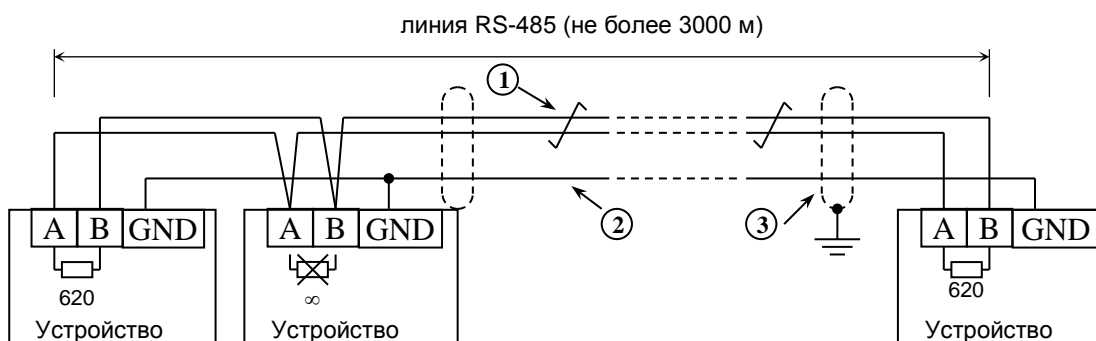 линия RS-485 (не более 3000 м)
1
2
3
A B GND
A B GND
A B GND
620
∞
620
Устройство
Устройство
Устройство